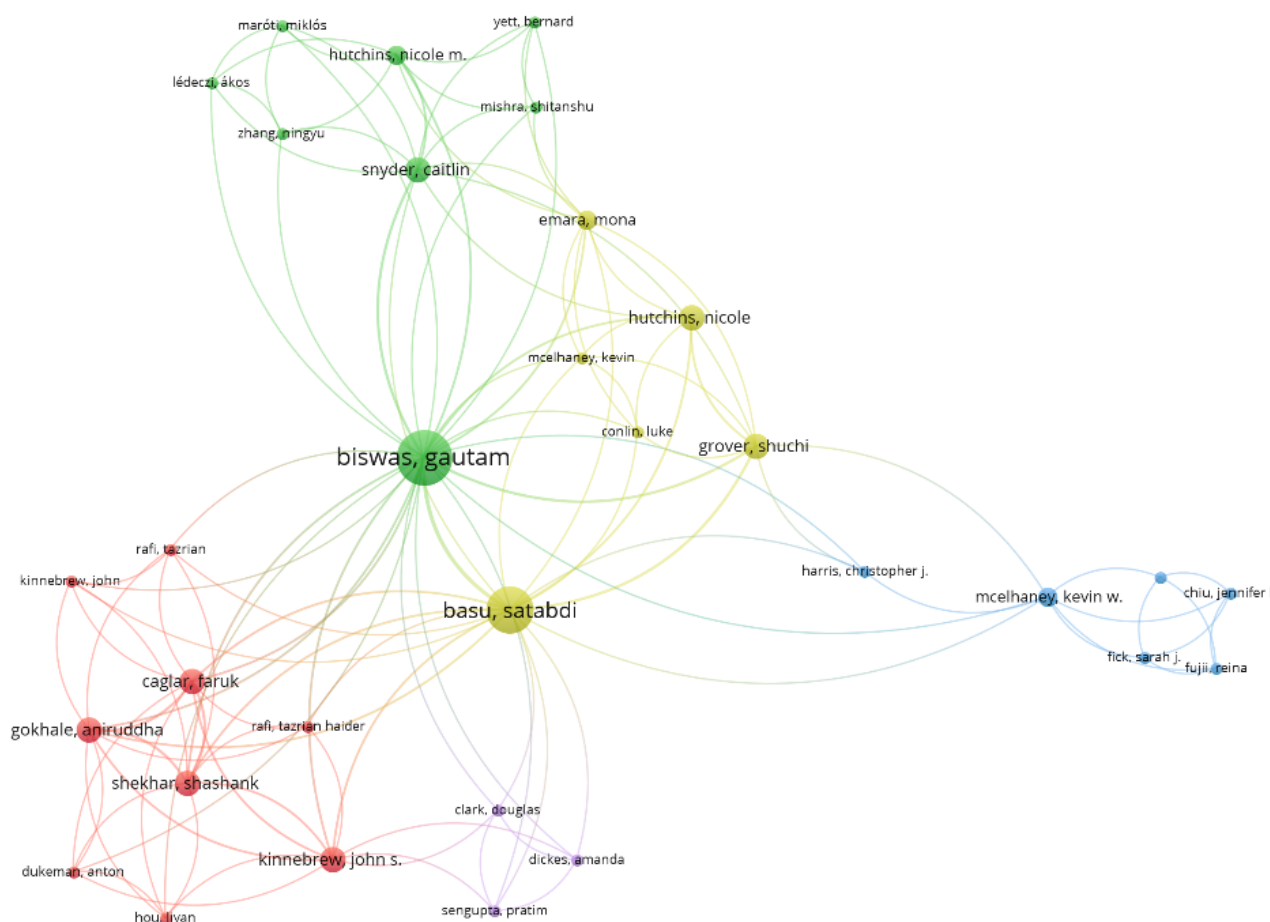 maróti, miklós
yett, bernard
hutchins, nicole m.
lédeczi, ákos
mishra, shitanshu
zhang, ningyu
snyder, caitlin
emara, mona
hutchins, nicole
mcelhaney, kevin
conlin, luke
grover, shuchi
biswas, gautam
rafi, tazrian
harris, christopher j.
kinnebrew, john
chiu, jennifer l
mcelhaney, kevin w.
basu, satabdi
fick, sarah j.
fujii, reina
caglar, faruk
rafi, tazrian haider
gokhale, aniruddha
shekhar, shashank
clark, douglas
kinnebrew, john s.
dickes, amanda
dukeman, anton
sengupta, pratim
hou, liyan